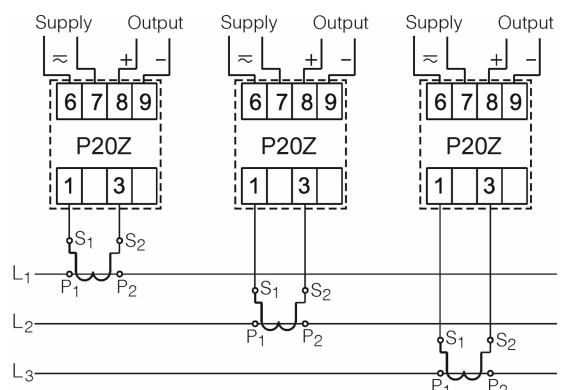 Supply Output Supply Output Supply Output
≂ + − ≂ + − ≂ + −
6 7 8 9 6 7 8 9 6 7 8 9
P20Z P20Z P20Z
1 3 1 3 1 3
S1 S2
L1 P1 P2
S1 S2
L2 P1 P2
S1 S2
L3 P1 P2